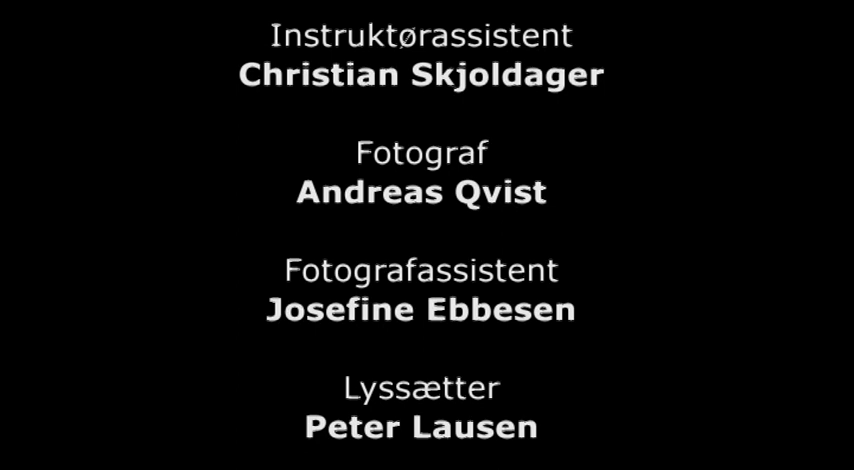 Instruktørassistent
Christian Skjoldager
Fotograf
Andreas Qvist
Fotografassistent
Josefine Ebbesen
Lyssætter
Peter Lausen